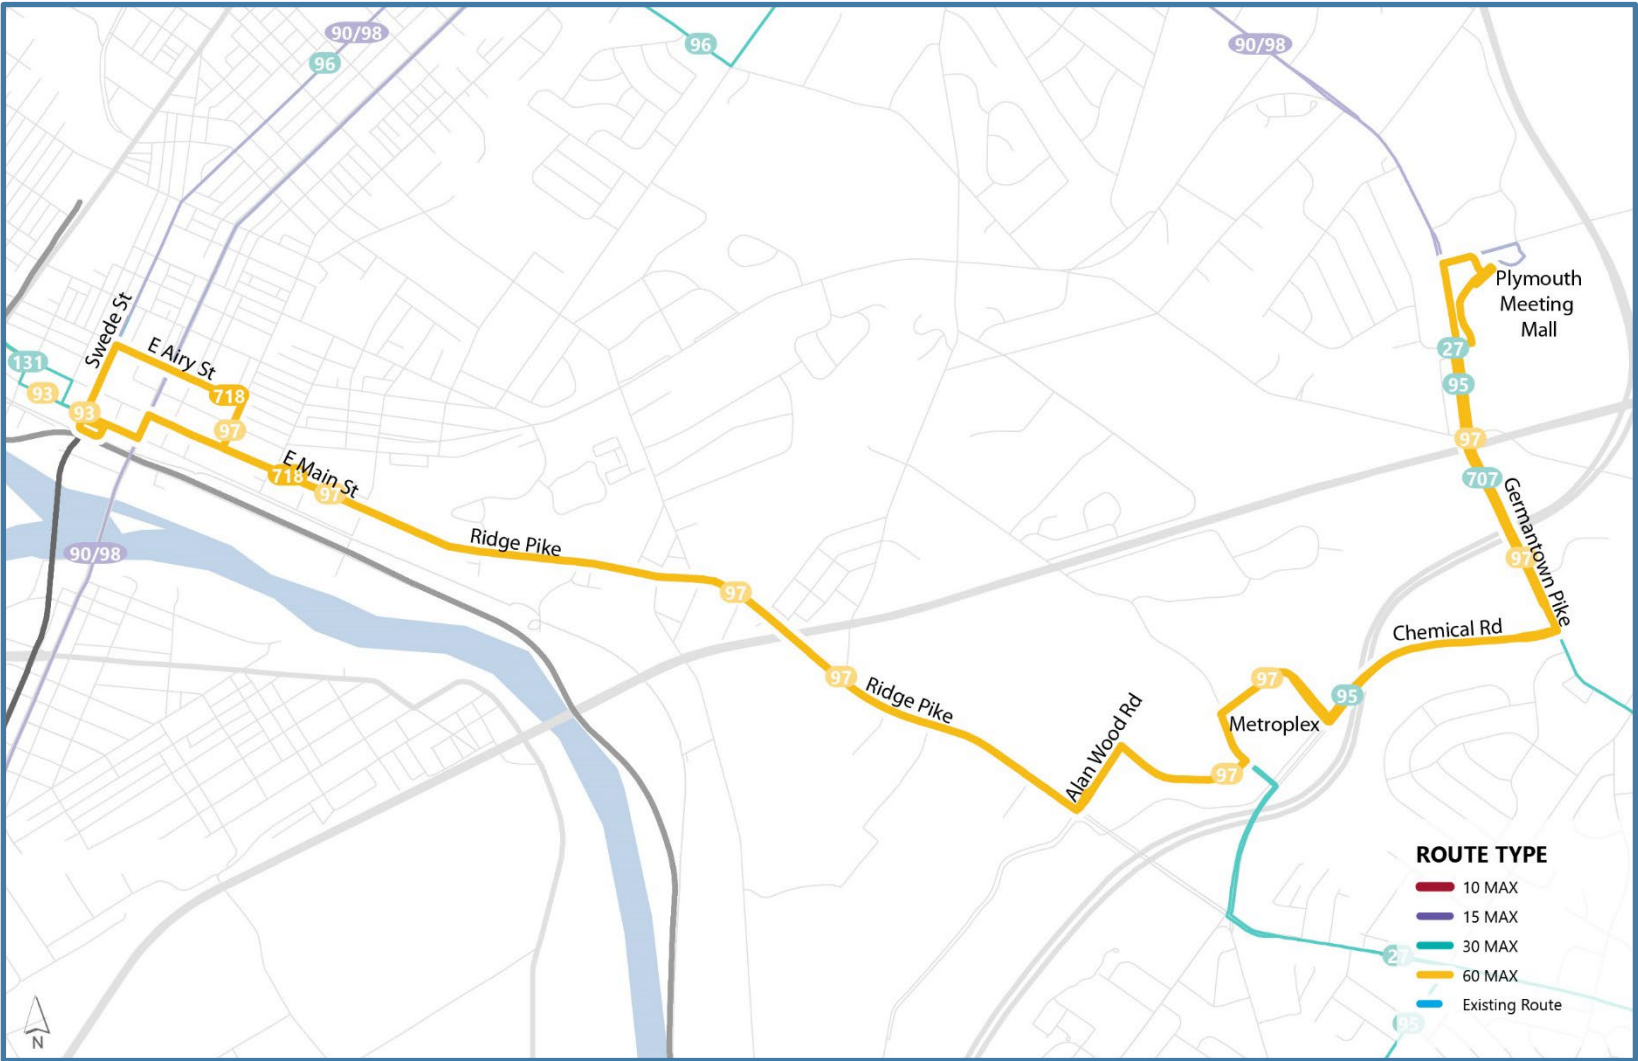 90/98
96
96
90/98
Plymouth
Meeting
Mall
Swede St
E Airy St
131
93
93
718
97
27
95
97
707
E Main St
718
97
Germantown Pike
97
Ridge Pike
90/98
97
Chemical Rd
97
97
95
Ridge Pike
Alan Wood Rd
Metroplex
97
ROUTE TYPE
10 MAX
15 MAX
30 MAX
60 MAX
Existing Route
27
95
N